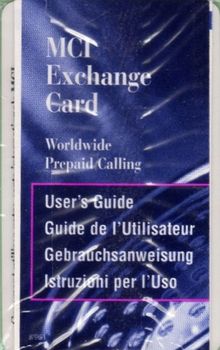 MCI
Exchange
Card
Worldwide
Prepaid Calling
User's Guide
Guide de l'Utilisateur
Gebrauchsanweisung
Istruzioni per l'Uso